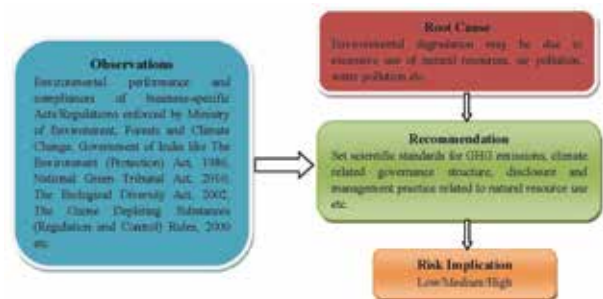 Observations
Environmental performance and
compliances of business-specific
Acts/Regulations enforced by Ministry
of Environment, Forests and Climate
Change, Government of India like The
Environment (Protection) Act, 1986,
National Green Tribunal Act, 2010,
The Biological Diversity Act, 2002,
The Ozone Depleting Substances
(Regulation and Control) Rules, 2000
etc
Root Cause
Environmental degradation may be due to
excessive use of natural resources, air pollution,
water pollution etc.
Recommendation
Set scientific standards for GHG emissions, climate
related governance structure, disclosure and
management practice related to natural resource use
etc.
Risk Implication
Low/Medium/High